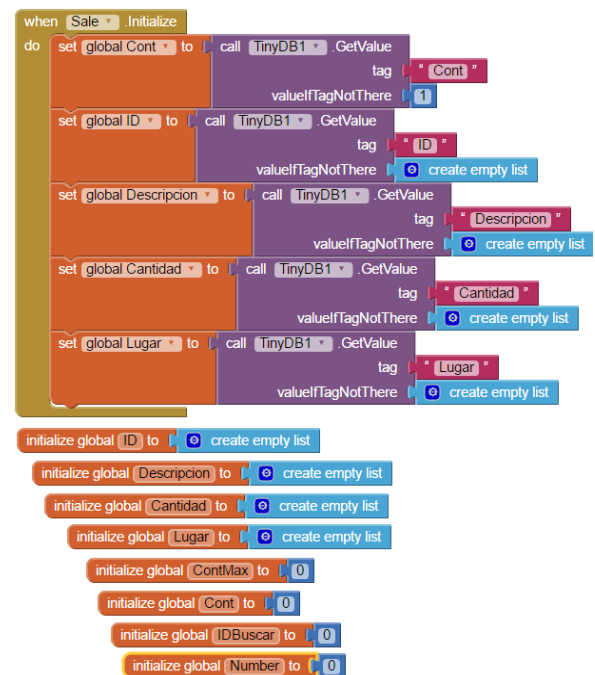 when Sale .Initialize
do set global Cont to call TinyDB1 .GetValue
tag " Cont "
valueIfTagNotThere 1
set global ID to call TinyDB1 .GetValue
tag " ID "
valueIfTagNotThere create empty list
set global Descripcion to call TinyDB1 .GetValue
tag " Descripcion "
valueIfTagNotThere create empty list
set global Cantidad to call TinyDB1 .GetValue
tag " Cantidad "
valueIfTagNotThere create empty list
set global Lugar to call TinyDB1 .GetValue
tag " Lugar "
valueIfTagNotThere create empty list
initialize global ID to create empty list
initialize global Descripcion to create empty list
initialize global Cantidad to create empty list
initialize global Lugar to create empty list
initialize global ContMax to 0
initialize global Cont to 0
initialize global IDBuscar to 0
initialize global Number to 0